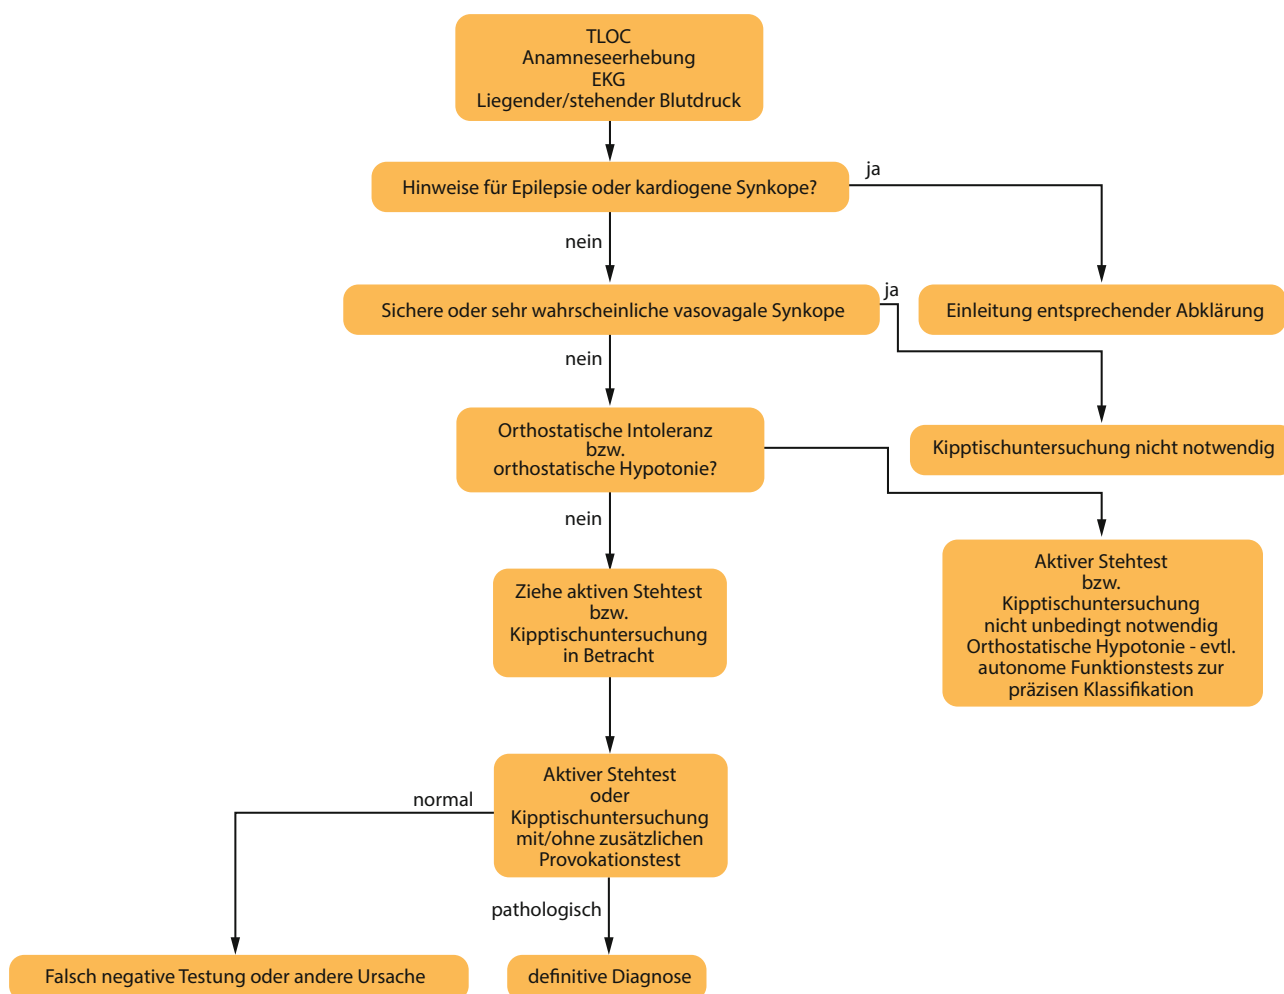 TLOC
Anamneseerhebung
EKG
Liegender/stehender Blutdruck
Hinweise für Epilepsie oder kardiogene Synkope?
ja
nein
Sichere oder sehr wahrscheinliche vasovagale Synkope
ja
Einleitung entsprechender Abklärung
nein
Orthostatische Intoleranz
bzw.
orthostatische Hypotonie?
Kipptischuntersuchung nicht notwendig
nein
Aktiver Stehtest
bzw.
Kipptischuntersuchung
nicht unbedingt notwendig
Orthostatische Hypotonie - evtl.
autonome Funktionstests zur
präzisen Klassifikation
Ziehe aktiven Stehtest
bzw.
Kipptischuntersuchung
in Betracht
Aktiver Stehtest
oder
Kipptischuntersuchung
mit/ohne zusätzlichen
Provokationstest
normal
pathologisch
Falsch negative Testung oder andere Ursache
definitive Diagnose